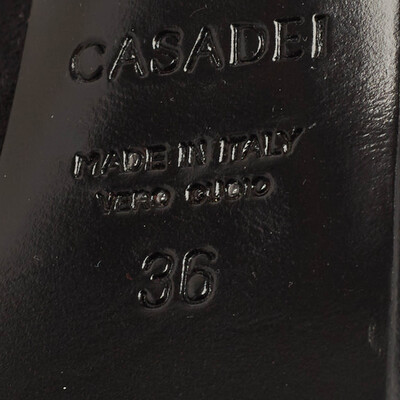 CASADEI
MADE IN ITALY
VERO CUOIO
36